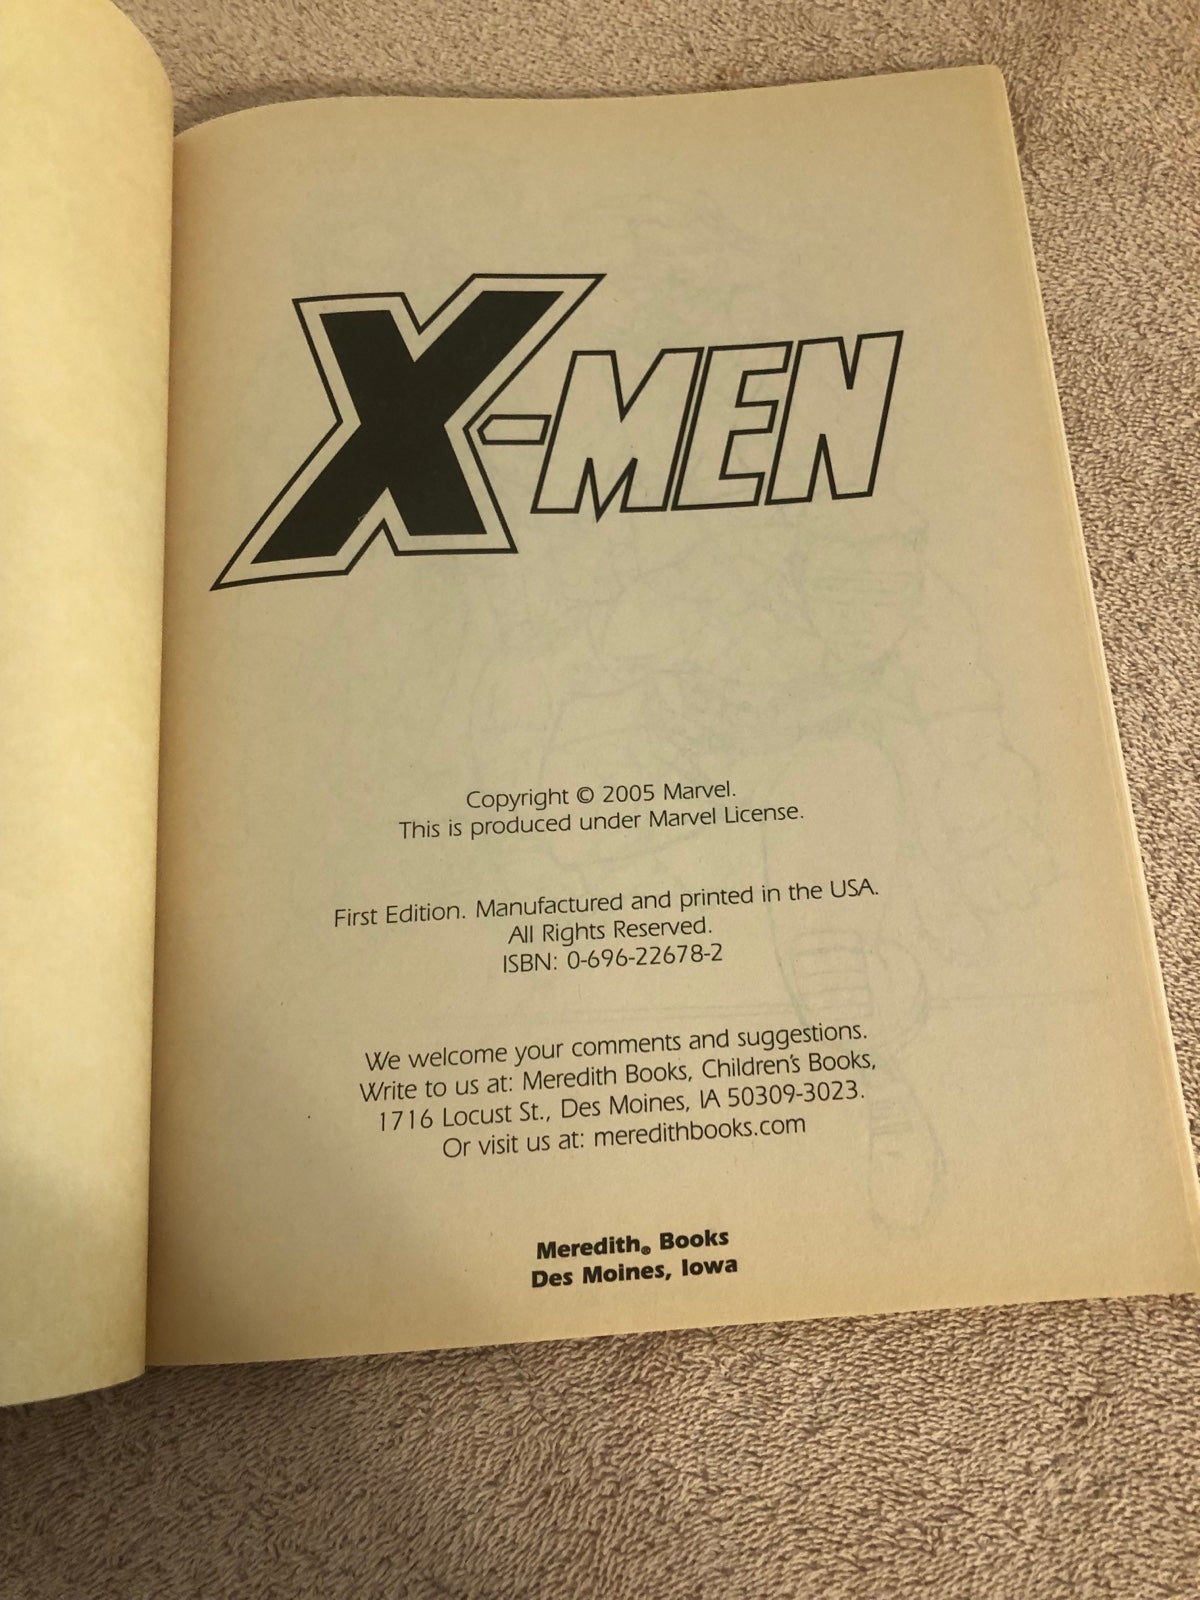 X-MEN
Copyright © 2005 Marvel.
This is produced under Marvel License.
First Edition. Manufactured and printed in the USA.
All Rights Reserved.
ISBN: 0-696-22678-2
We welcome your comments and suggestions.
Write to us at: Meredith Books, Children's Books,
1716 Locust St., Des Moines, IA 50309-3023.
Or visit us at: meredithbooks.com
Meredith® Books
Des Moines, Iowa